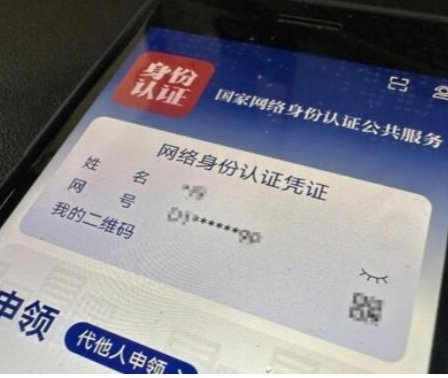 身份
认证
国家网络身份认证公共服务
网络身份认证凭证
姓 名
网 号
我的二维码
申领
代他人申领